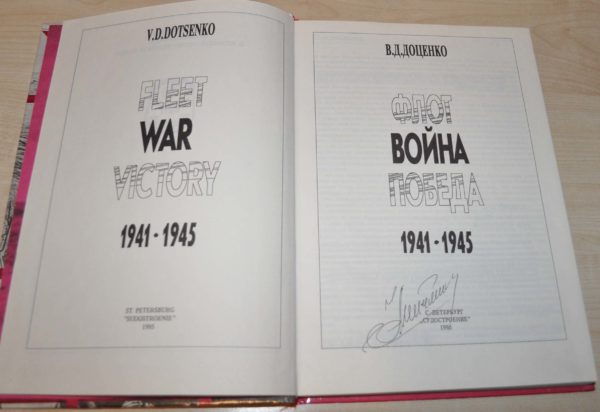 V.D.DOTSENKO
FLEET
WAR
VICTORY
1941-1945
ST. PETERSBURG
"SUDOSTROENIE"
1995
В.Д.ДОЦЕНКО
ФЛОТ
ВОЙНА
ПОБЕДА
1941-1945
С.-ПЕТЕРБУРГ
"СУДОСТРОЕНИЕ"
1995